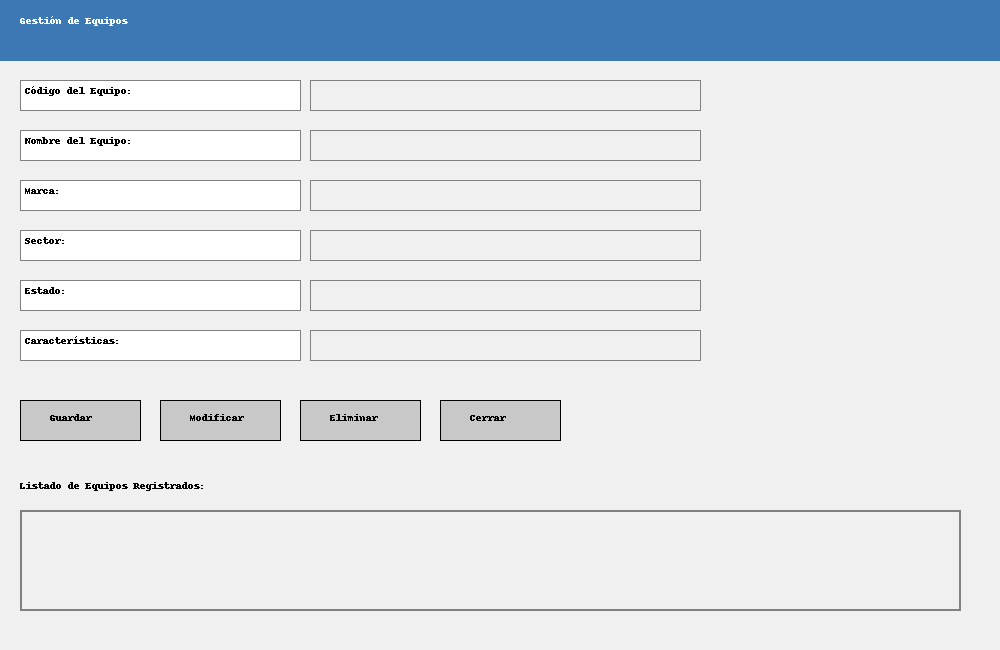 Gestión de Equipos
Código del Equipo:
Nombre del Equipo:
Marca:
Sector:
Estado:
Características:
Guardar
Modificar
Eliminar
Cerrar
Listado de Equipos Registrados: